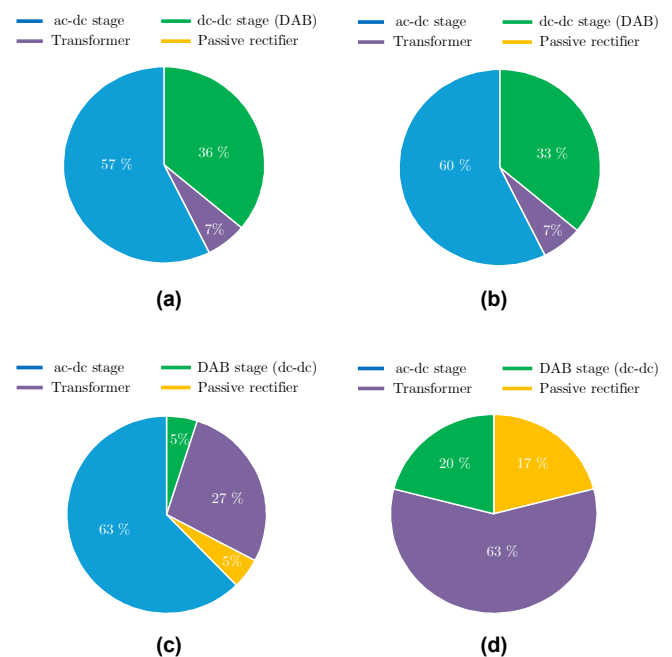 ac-dc stage dc-dc stage (DAB)
Transformer Passive rectifier
57 %
36 %
7%
(a)
ac-dc stage dc-dc stage (DAB)
Transformer Passive rectifier
60 %
33 %
7%
(b)
ac-dc stage DAB stage (dc-dc)
Transformer Passive rectifier
5%
27 %
63 %
5%
(c)
ac-dc stage DAB stage (dc-dc)
Transformer Passive rectifier
20 % 17 %
63 %
(d)